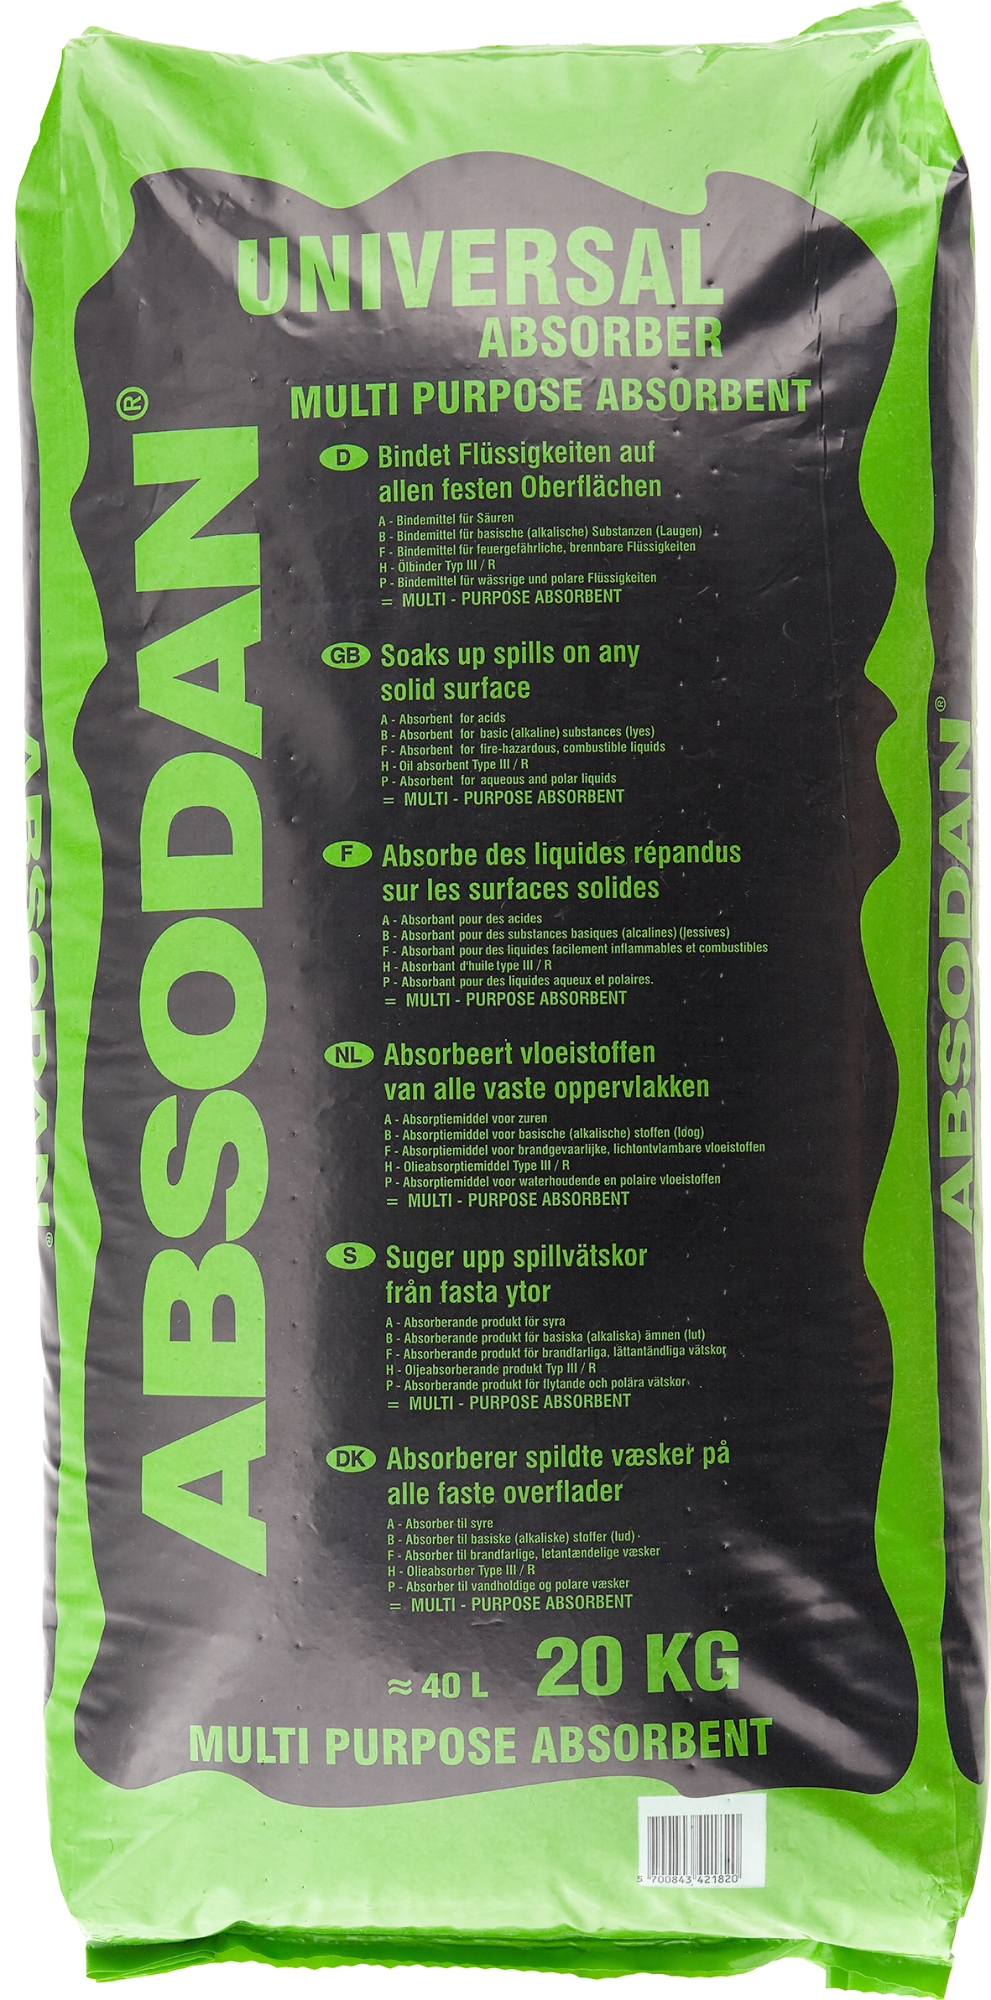 UNIVERSAL
ABSORBER
MULTI PURPOSE ABSORBENT
ABSODAN®
D Bindet Flüssigkeiten auf
allen festen Oberflächen
A - Bindemittel für Säuren
B - Bindemittel für basische (alkalische) Substanzen (Laugen)
F - Bindemittel für feuergefährliche, brennbare Flüssigkeiten
H - Ölbinder Typ III / R
P - Bindemittel für wässrige und polare Flüssigkeiten
= MULTI - PURPOSE ABSORBENT
GB Soaks up spills on any
solid surface
A - Absorbent for acids
B - Absorbent for basic (alkaline) substances (lyes)
F - Absorbent for fire-hazardous, combustible liquids
H - Oil absorbent Type III / R
P - Absorbent for aqueous and polar liquids
= MULTI - PURPOSE ABSORBENT
F Absorbe des liquides répandus
sur les surfaces solides
A - Absorbant pour des acides
B - Absorbant pour des substances basiques (alcalines) (lessives)
F - Absorbant pour des liquides facilement inflammables et combustibles
H - Absorbant d'huile type III / R
P - Absorbant pour des liquides aqueux et polaires.
= MULTI - PURPOSE ABSORBENT
NL Absorbeert vloeistoffen
van alle vaste oppervlakken
A - Absorptiemiddel voor zuren
B - Absorptiemiddel voor basische (alkalische) stoffen (loog)
F - Absorptiemiddel voor brandgevaarlijke, lichtontvlambare vloeistoffen
H - Olieabsorptiemiddel Type III / R
P - Absorptiemiddel voor waterhoudende en polaire vloeistoffen
= MULTI - PURPOSE ABSORBENT
S Suger upp spillvätskor
från fasta ytor
A - Absorberande produkt för syra
B - Absorberande produkt för basiska (alkaliska) ämnen (lut)
F - Absorberande produkt för brandfarliga, lättantändliga vätskor
H - Oljeabsorberande produkt Typ III / R
P - Absorberande produkt för flytande och polära vätskor
= MULTI - PURPOSE ABSORBENT
DK Absorberer spildte væsker på
alle faste overflader
A - Absorber til syre
B - Absorber til basiske (alkaliske) stoffer (lud)
F - Absorber til brandfarlige, letantændelige væsker
H - Olieabsorber Type III / R
P - Absorber til vandholdige og polare væsker
= MULTI - PURPOSE ABSORBENT
≈ 40 L 20 KG
MULTI PURPOSE ABSORBENT
5 700843 421820
ABSODAN®
ABSODAN®